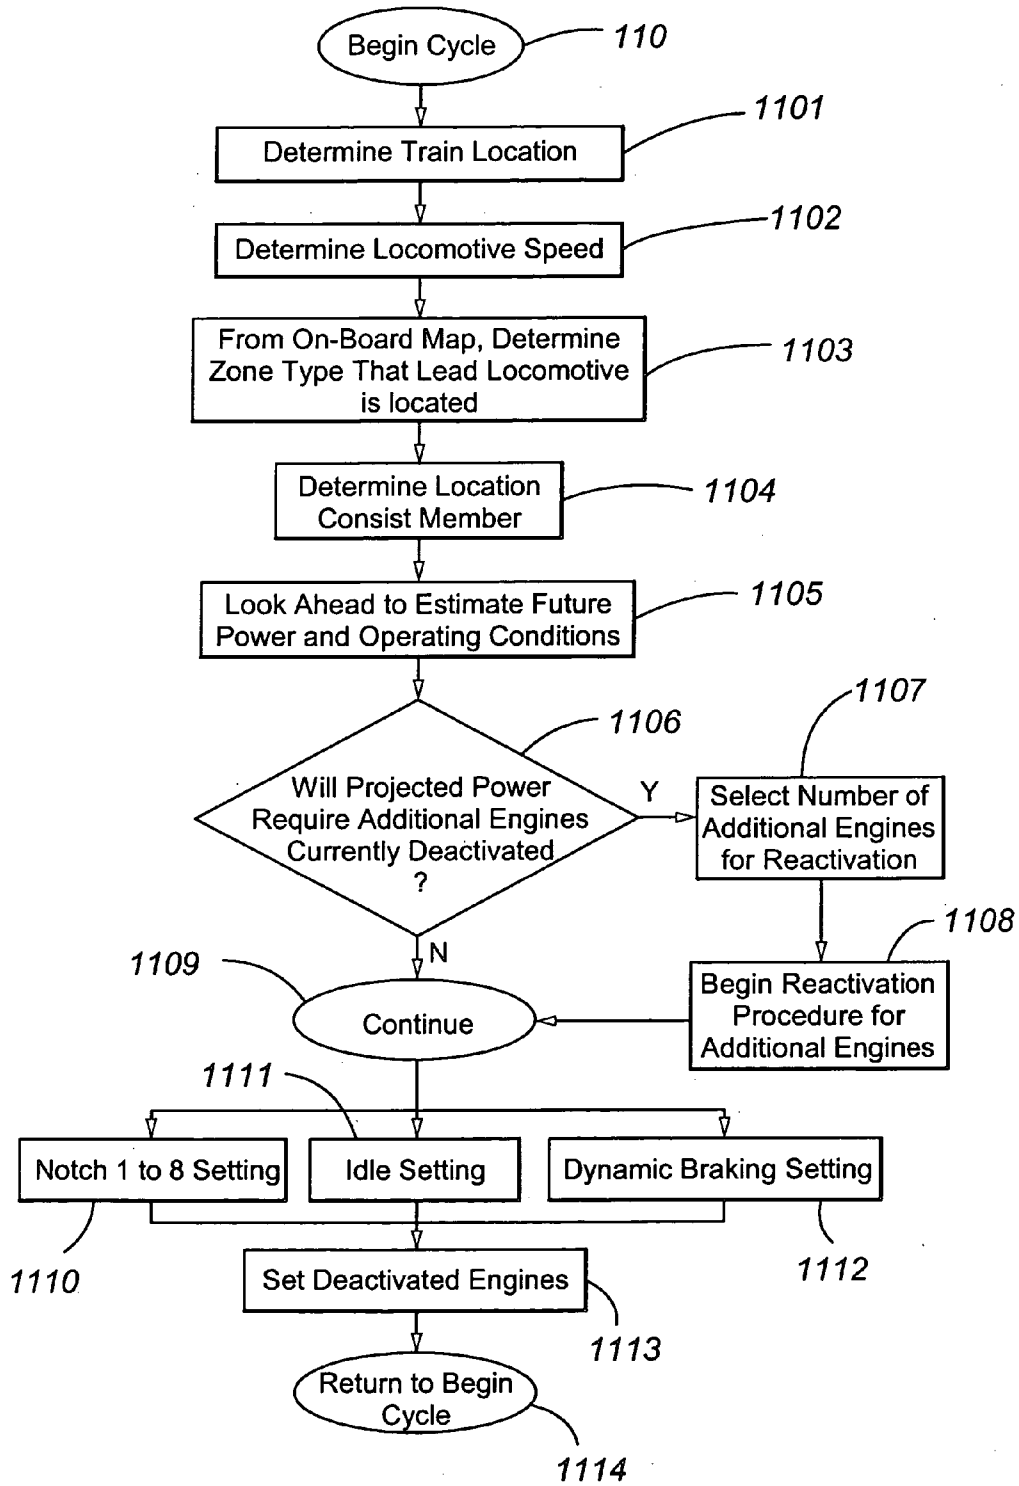 Begin Cycle
110
1101
Determine Train Location
1102
Determine Locomotive Speed
From On-Board Map, Determine
Zone Type That Lead Locomotive
is located
1103
Determine Location
Consist Member
1104
Look Ahead to Estimate Future
Power and Operating Conditions
1105
1106
Will Projected Power
Require Additional Engines
Currently Deactivated
?
Y
N
1107
Select Number of
Additional Engines
for Reactivation
1108
Begin Reactivation
Procedure for
Additional Engines
1109
Continue
1111
Notch 1 to 8 Setting
Idle Setting
Dynamic Braking Setting
1110
1112
Set Deactivated Engines
1113
Return to Begin
Cycle
1114